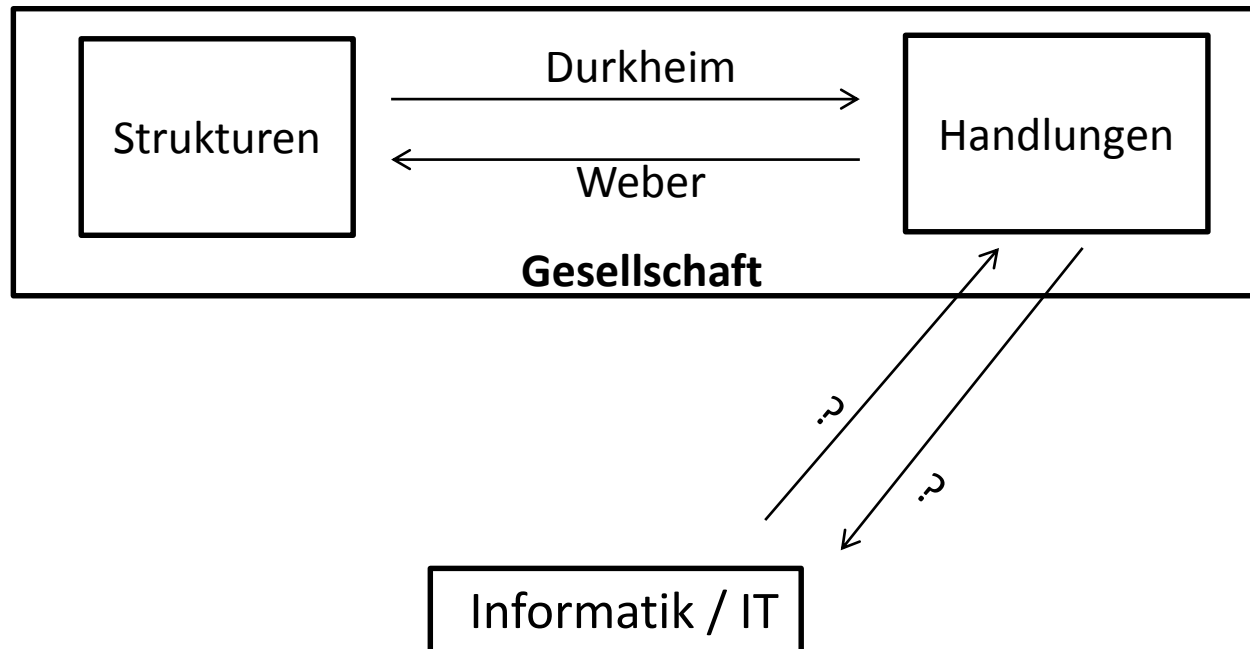 Durkheim
Strukturen
Handlungen
Weber
Gesellschaft
?
?
Informatik / IT